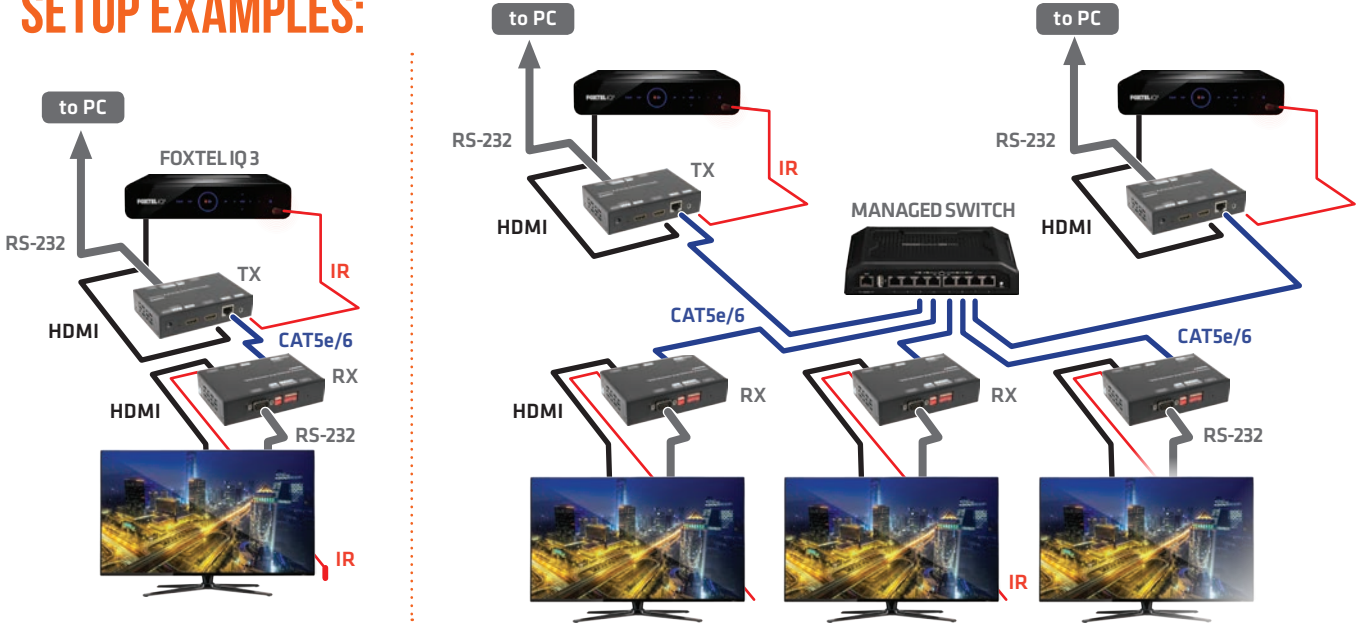 SETUP EXAMPLES:
to PC
FOXTEL IQ 3
RS-232
TX
IR
HDMI
CAT5e/6
RX
HDMI
RS-232
IR
to PC
to PC
RS-232
RS-232
TX
IR
HDMI
MANAGED SWITCH
HDMI
CAT5e/6
CAT5e/6
HDMI
RX
RX
RS-232
IR